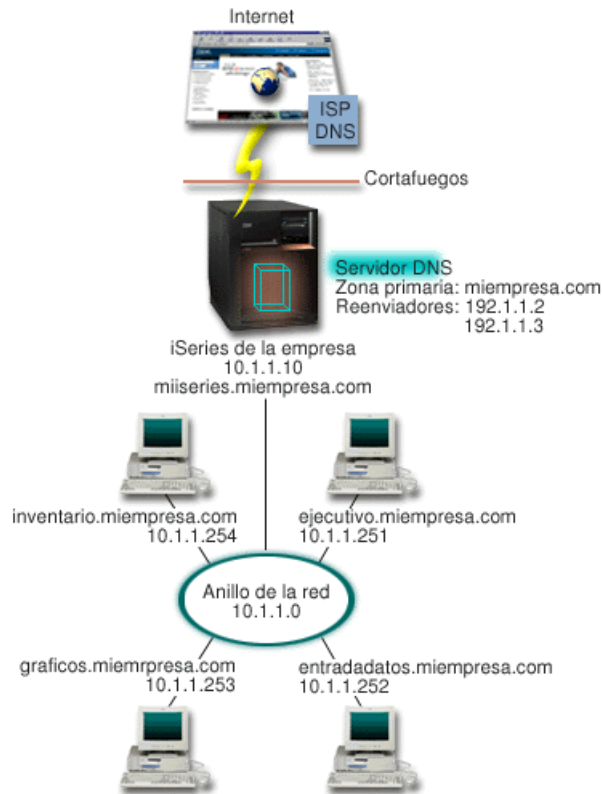 Internet
ISP
DNS
Cortafuegos
Servidor DNS
Zona primaria: miempresa.com
Reenviadores: 192.1.1.2
192.1.1.3
iSeries de la empresa
10.1.1.10
miiseries.miempresa.com
inventario.miempresa.com
10.1.1.254
ejecutivo.miempresa.com
10.1.1.251
Anillo de la red
10.1.1.0
graficos.miemrpresa.com
10.1.1.253
entradadatos.miempresa.com
10.1.1.252